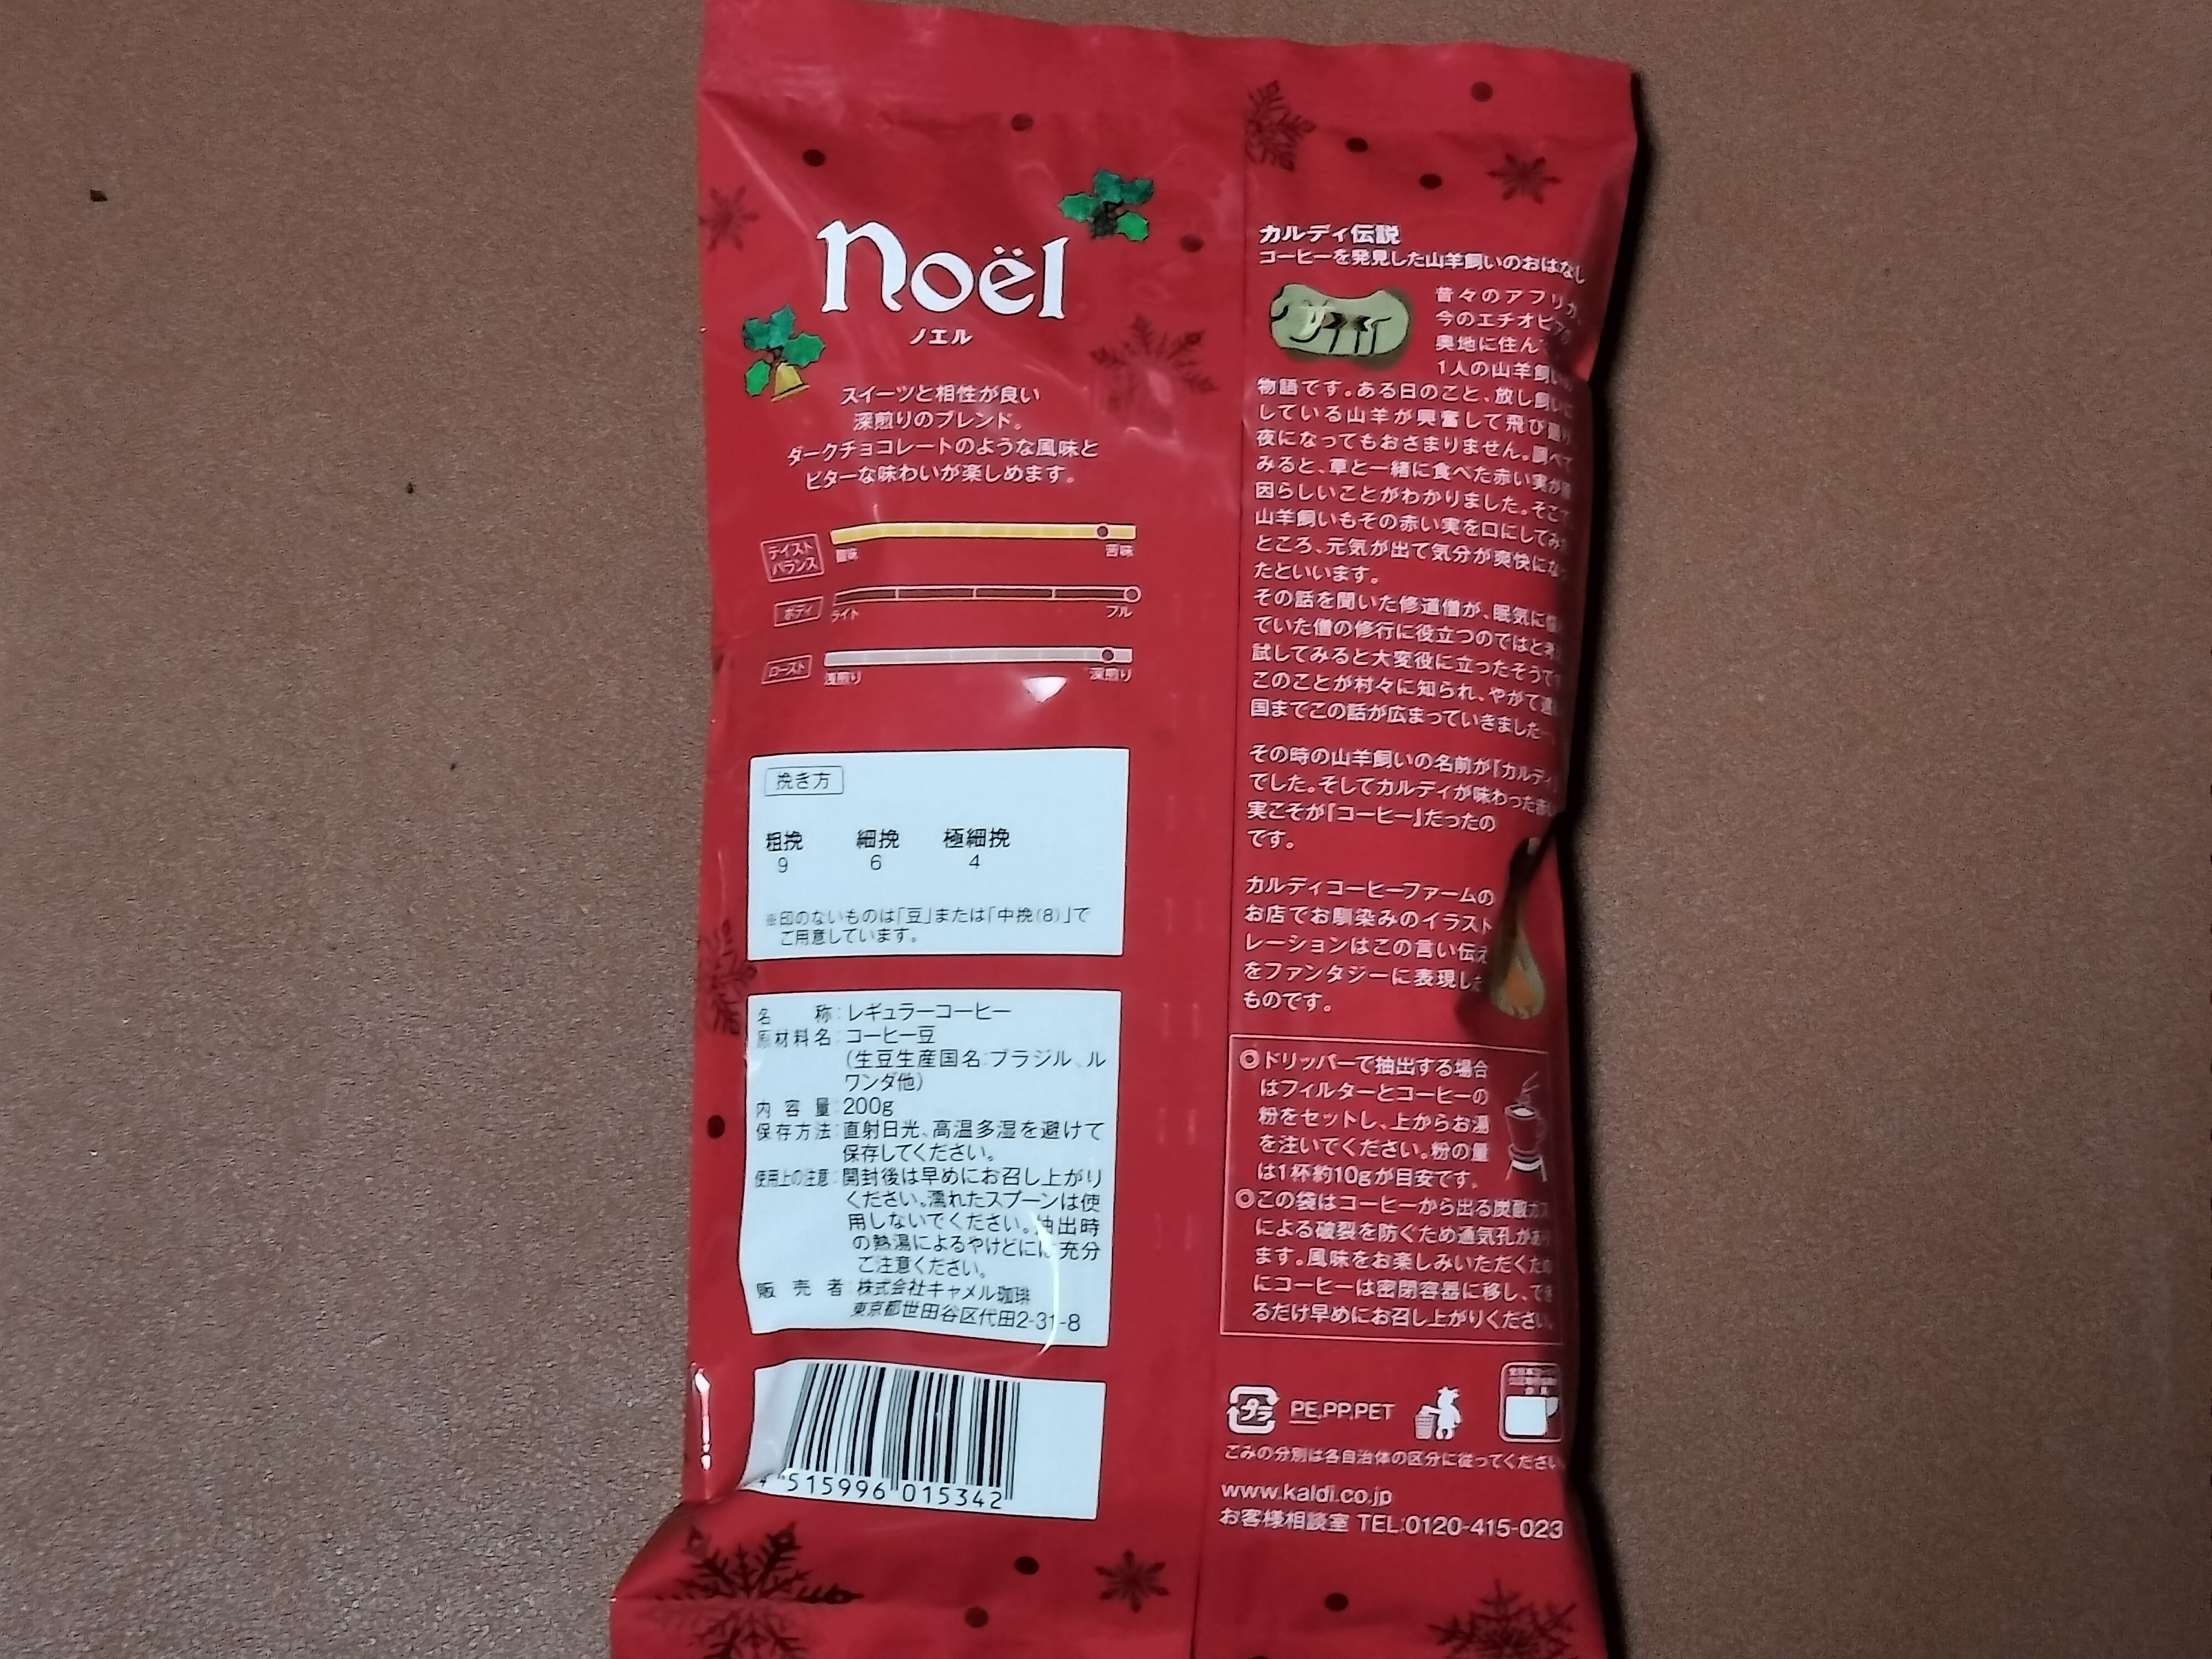 Noël
ノエル
スイーツと相性が良い
深煎りのブレンド。
ダークチョコレートのような風味と
ビターな味わいが楽しめます。
テイスト
バランス
酸味
苦味
ボディ
ライト
フル
ロースト
浅煎り
深煎り
挽き方
粗挽 細挽 極細挽
9 6 4
※印のないものは「豆」または「中挽(8)」で
ご用意しています。
名 称:レギュラーコーヒー
原材料名:コーヒー豆
(生豆生産国名:ブラジル、ル
ワンダ他)
内 容 量:200g
保存方法:直射日光、高温多湿を避けて
保存してください。
使用上の注意:開封後は早めにお召し上がり
ください。濡れたスプーンは使
用しないでください。抽出時
の熱湯によるやけどには充分
ご注意ください。
販 売 者:株式会社キャメル珈琲
東京都世田谷区代田2-31-8
4 515996 015342
カルディ伝説
コーヒーを発見した山羊飼いのおはなし
昔々のアフリカ、
今のエチオピア。
奥地に住ん
1人の山羊飼い
物語です。ある日のこと、放し飼いに
している山羊が興奮して飛び廻り
夜になってもおさまりません。調べて
みると、草と一緒に食べた赤い実が
因らしいことがわかりました。そこで
山羊飼いもその赤い実を口にしてみた
ところ、元気が出て気分が爽快になっ
たといいます。
その話を聞いた修道僧が、眠気に
ていた僧の修行に役立つのではと考
試してみると大変役に立ったそうで
このことが村々に知られ、やがて
国までこの話が広まっていきました…
その時の山羊飼いの名前が「カルディ」
でした。そしてカルディが味わった赤い
実こそが「コーヒー」だったの
です。
カルディコーヒーファームの
お店でお馴染みのイラスト
レーションはこの言い伝え
をファンタジーに表現した
ものです。
◎ドリッパーで抽出する場合
はフィルターとコーヒーの
粉をセットし、上からお湯
を注いでください。粉の量
は1杯約10gが目安です。
◎この袋はコーヒーから出る炭酸ガス
による破裂を防ぐため通気孔があり
ます。風味をお楽しみいただくため
にコーヒーは密閉容器に移し、でき
るだけ早めにお召し上がりください。
プラ PE,PP,PET
ごみの分別は各自治体の区分に従ってください。
www.kaldi.co.jp
お客様相談室 TEL:0120-415-023